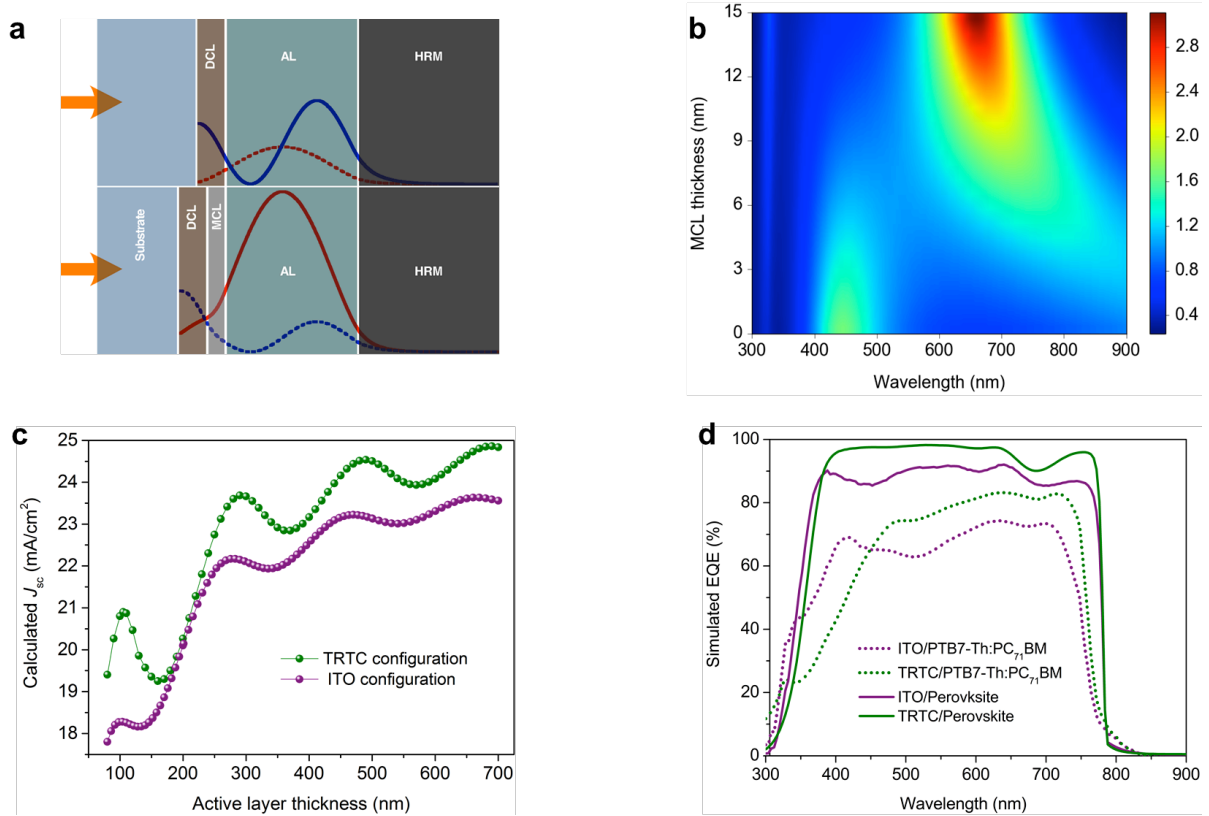 a
DCL
AL
HRM
Substrate
DCL
MCL
AL
HRM
b
MCL thickness (nm)
15
12
9
6
3
0
300 400 500 600 700 800 900
Wavelength (nm)
2.8
2.4
2.0
1.6
1.2
0.8
0.4
c
Calculated Jsc (mA/cm²)
25
24
23
22
21
20
19
18
TRTC configuration
ITO configuration
100 200 300 400 500 600 700
Active layer thickness (nm)
d
Simulated EQE (%)
100
80
60
40
20
0
ITO/PTB7-Th:PC71BM
TRTC/PTB7-Th:PC71BM
ITO/Perovksite
TRTC/Perovskite
300 400 500 600 700 800 900
Wavelength (nm)